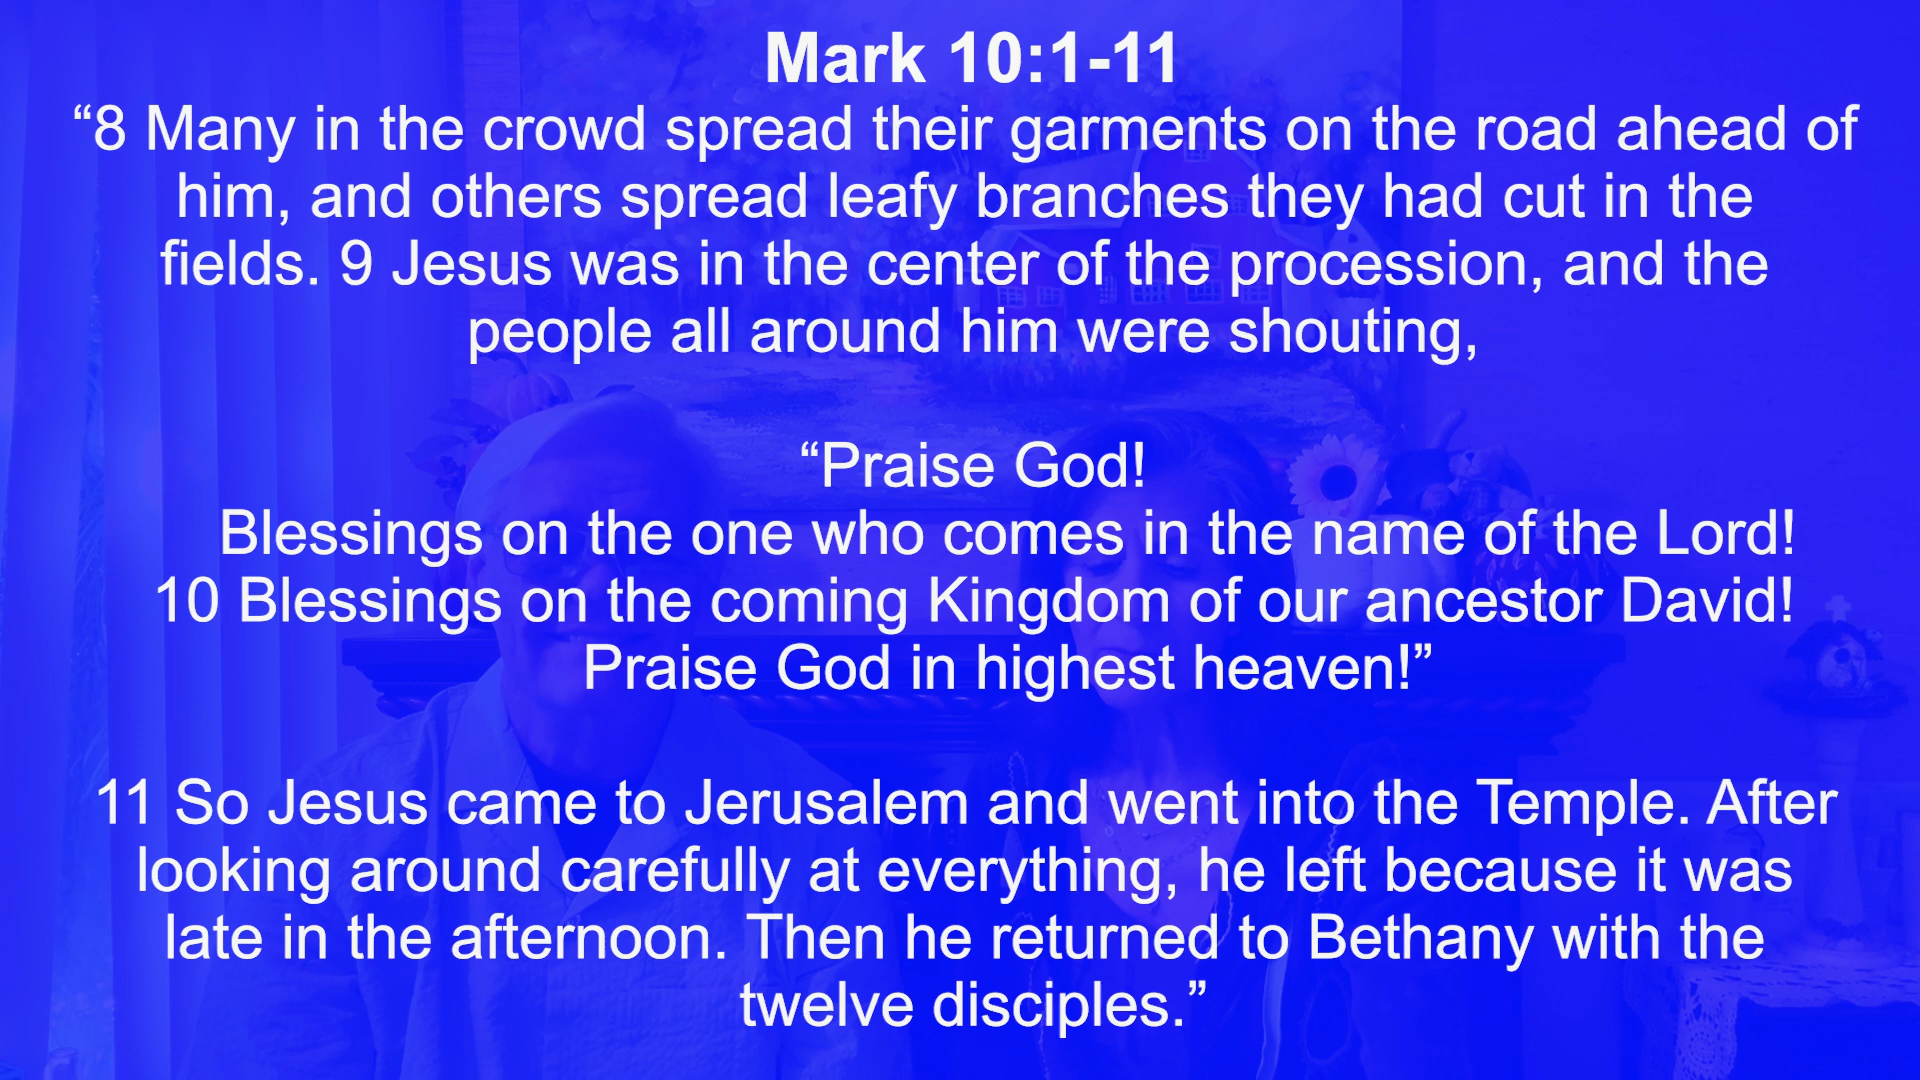 Mark 10:1-11
“8 Many in the crowd spread their garments on the road ahead of
him, and others spread leafy branches they had cut in the
fields. 9 Jesus was in the center of the procession, and the
people all around him were shouting,
“Praise God!
Blessings on the one who comes in the name of the Lord!
10 Blessings on the coming Kingdom of our ancestor David!
Praise God in highest heaven!”
11 So Jesus came to Jerusalem and went into the Temple. After
looking around carefully at everything, he left because it was
late in the afternoon. Then he returned to Bethany with the
twelve disciples.”